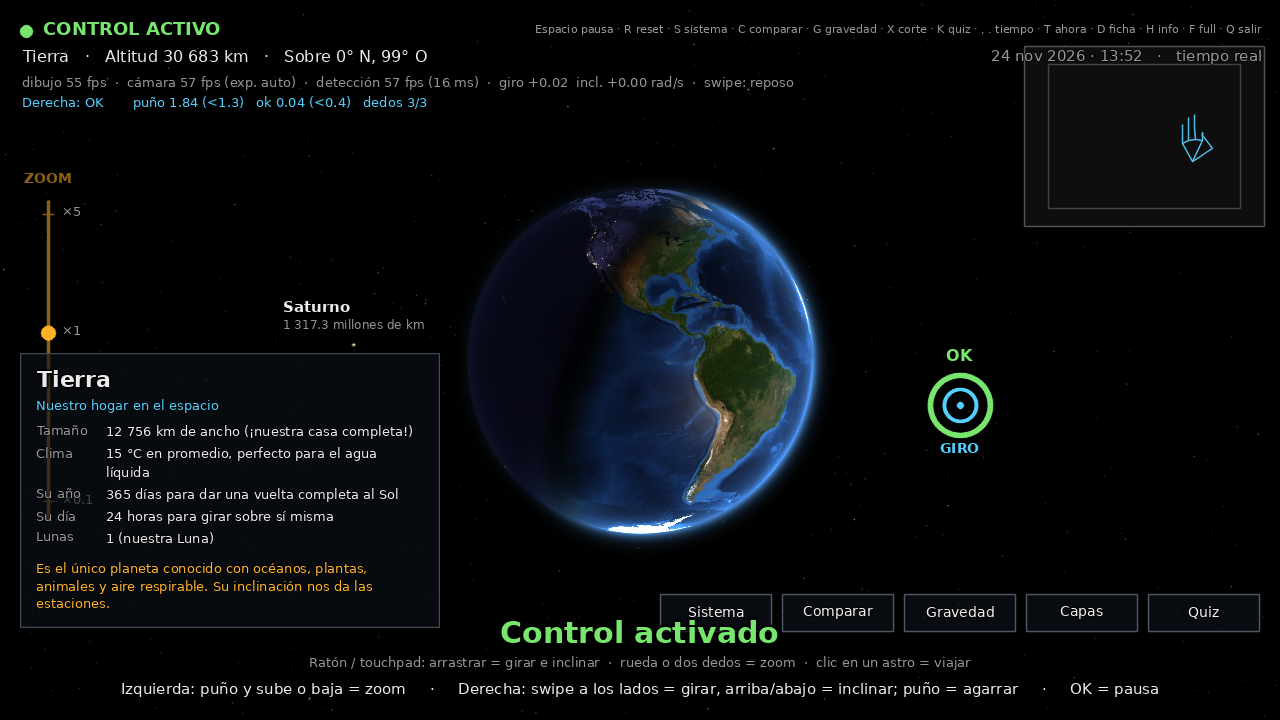 CONTROL ACTIVO
Espacio pausa · R reset · S sistema · C comparar · G gravedad · X corte · K quiz · , . tiempo · T ahora · D ficha · H info · F full · Q salir
Tierra · Altitud 30 683 km · Sobre 0° N, 99° O
24 nov 2026 · 13:52 · tiempo real
dibujo 55 fps · cámara 57 fps (exp. auto) · detección 57 fps (16 ms) · giro +0.02 incl. +0.00 rad/s · swipe: reposo
Derecha: OK puño 1.84 (<1.3) ok 0.04 (<0.4) dedos 3/3
ZOOM
×5
×1
×0.1
Saturno
1 317.3 millones de km
OK
GIRO
Tierra
Nuestro hogar en el espacio
Tamaño 12 756 km de ancho (¡nuestra casa completa!)
Clima 15 °C en promedio, perfecto para el agua
líquida
Su año 365 días para dar una vuelta completa al Sol
Su día 24 horas para girar sobre sí misma
Lunas 1 (nuestra Luna)
Es el único planeta conocido con océanos, plantas,
animales y aire respirable. Su inclinación nos da las
estaciones.
Sistema Comparar Gravedad Capas Quiz
Control activado
Ratón / touchpad: arrastrar = girar e inclinar · rueda o dos dedos = zoom · clic en un astro = viajar
Izquierda: puño y sube o baja = zoom · Derecha: swipe a los lados = girar, arriba/abajo = inclinar; puño = agarrar · OK = pausa